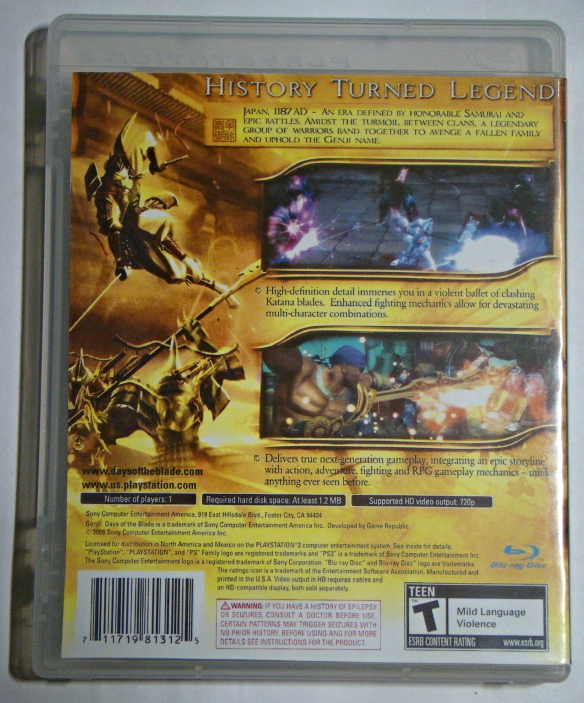 HISTORY TURNED LEGEND
JAPAN, 1187 AD – AN ERA DEFINED BY HONORABLE SAMURAI AND
EPIC BATTLES. AMIDST THE TURMOIL BETWEEN CLANS, A LEGENDARY
GROUP OF WARRIORS BAND TOGETHER TO AVENGE A FALLEN FAMILY
AND UPHOLD THE GENJI NAME.
High-definition detail immerses you in a violent ballet of clashing
Katana blades. Enhanced fighting mechanics allow for devastating
multi-character combinations.
Delivers true next-generation gameplay, integrating an epic storyline
with action, adventure, fighting and RPG gameplay mechanics – unlike
anything ever seen before.
www.daysoftheblade.com
www.us.playstation.com
Number of players: 1
Required hard disk space: At least 1.2 MB
Supported HD video output: 720p
Sony Computer Entertainment America, 919 East Hillsdale Blvd., Foster City, CA 94404
Genji: Days of the Blade is a trademark of Sony Computer Entertainment America Inc. Developed by Game Republic.
© 2006 Sony Computer Entertainment America Inc.
Licensed for distribution in North America and Mexico on the PLAYSTATION®3 computer entertainment system. See inside for details.
"PlayStation", "PLAYSTATION", and "PS" Family logo are registered trademarks and "PS3" is a trademark of Sony Computer Entertainment Inc.
The Sony Computer Entertainment logo is a registered trademark of Sony Corporation. "Blu-ray Disc" and Blu-ray Disc" logo are trademarks.
The ratings icon is a trademark of the Entertainment Software Association. Manufactured and
printed in the U.S.A. Video output in HD requires cables and
an HD-compatible display, both sold separately.
Blu-ray Disc
7 11719 81312 5
WARNING: IF YOU HAVE A HISTORY OF EPILEPSY
OR SEIZURES, CONSULT A DOCTOR BEFORE USE.
CERTAIN PATTERNS MAY TRIGGER SEIZURES WITH
NO PRIOR HISTORY. BEFORE USING AND FOR MORE
DETAILS SEE INSTRUCTIONS FOR THE PRODUCT.
TEEN
T
Mild Language
Violence
ESRB CONTENT RATING
www.esrb.org